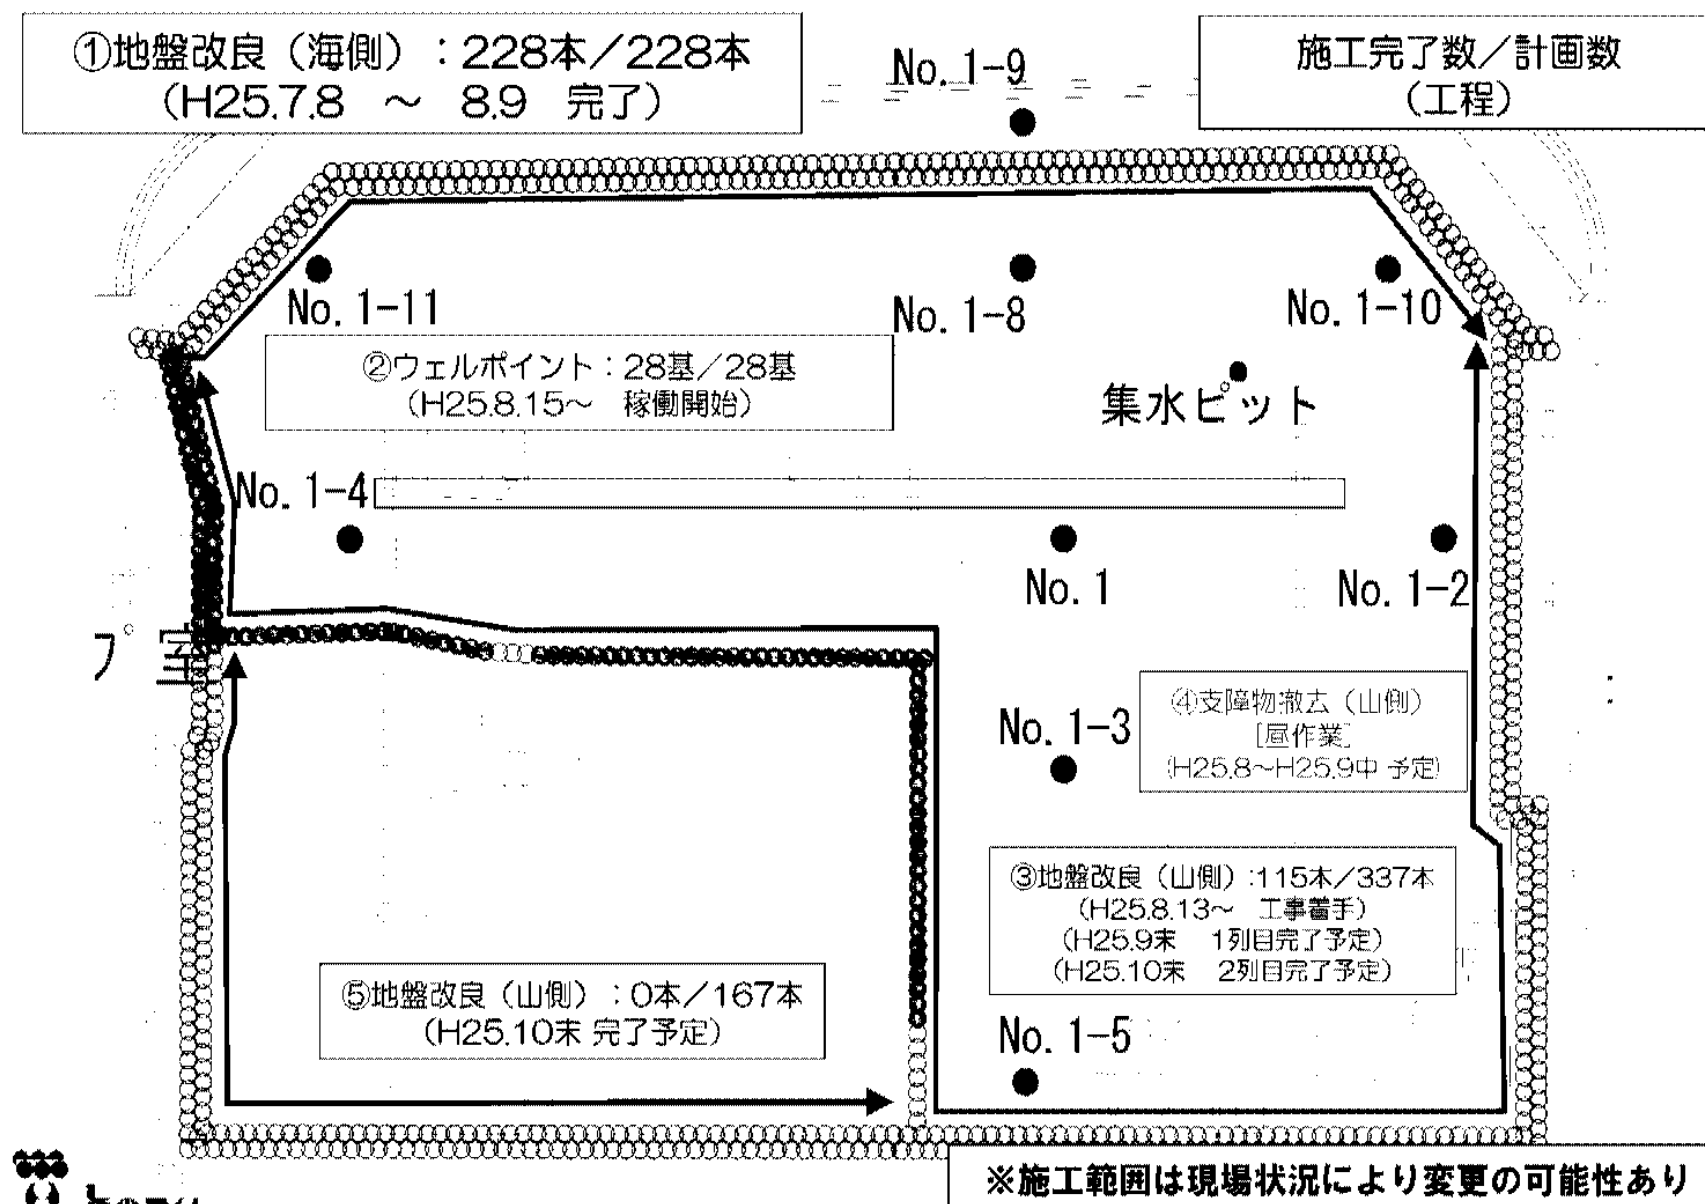 ①地盤改良（海側）：228本／228本
（H25.7.8 ～ 8.9 完了）
施工完了数／計画数
（工程）
No. 1-9
No. 1-11
No. 1-8
No. 1-10
②ウェルポイント：28基／28基
（H25.8.15～ 稼働開始）
集水ピット
No. 1-4
No. 1
No. 1-2
プ室
No. 1-3
④支障物撤去（山側）
[昼作業]
（H25.8～H25.9中 予定）
③地盤改良（山側）:115本／337本
（H25.8.13～ 工事着手）
（H25.9末 1列目完了予定）
（H25.10末 2列目完了予定）
⑤地盤改良（山側）：0本／167本
（H25.10末 完了予定）
No. 1-5
※施工範囲は現場状況により変更の可能性あり